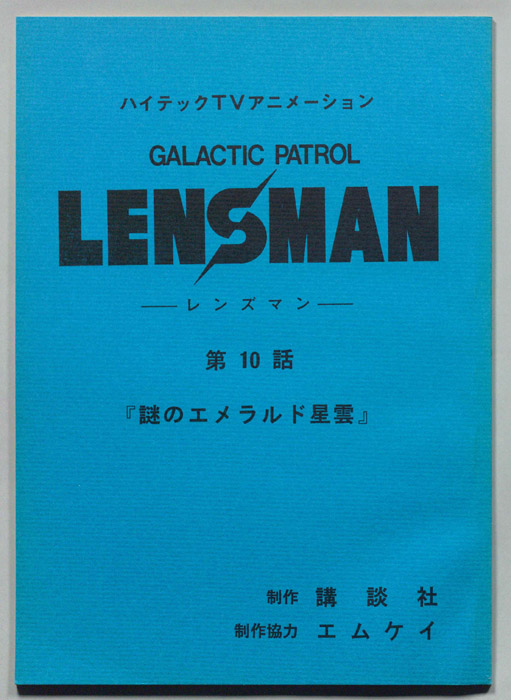 ハイテックTVアニメーション
GALACTIC PATROL
LENSMAN
―レンズマン―
第10話
『謎のエメラルド星雲』
制作 講談社
制作協力 エムケイ